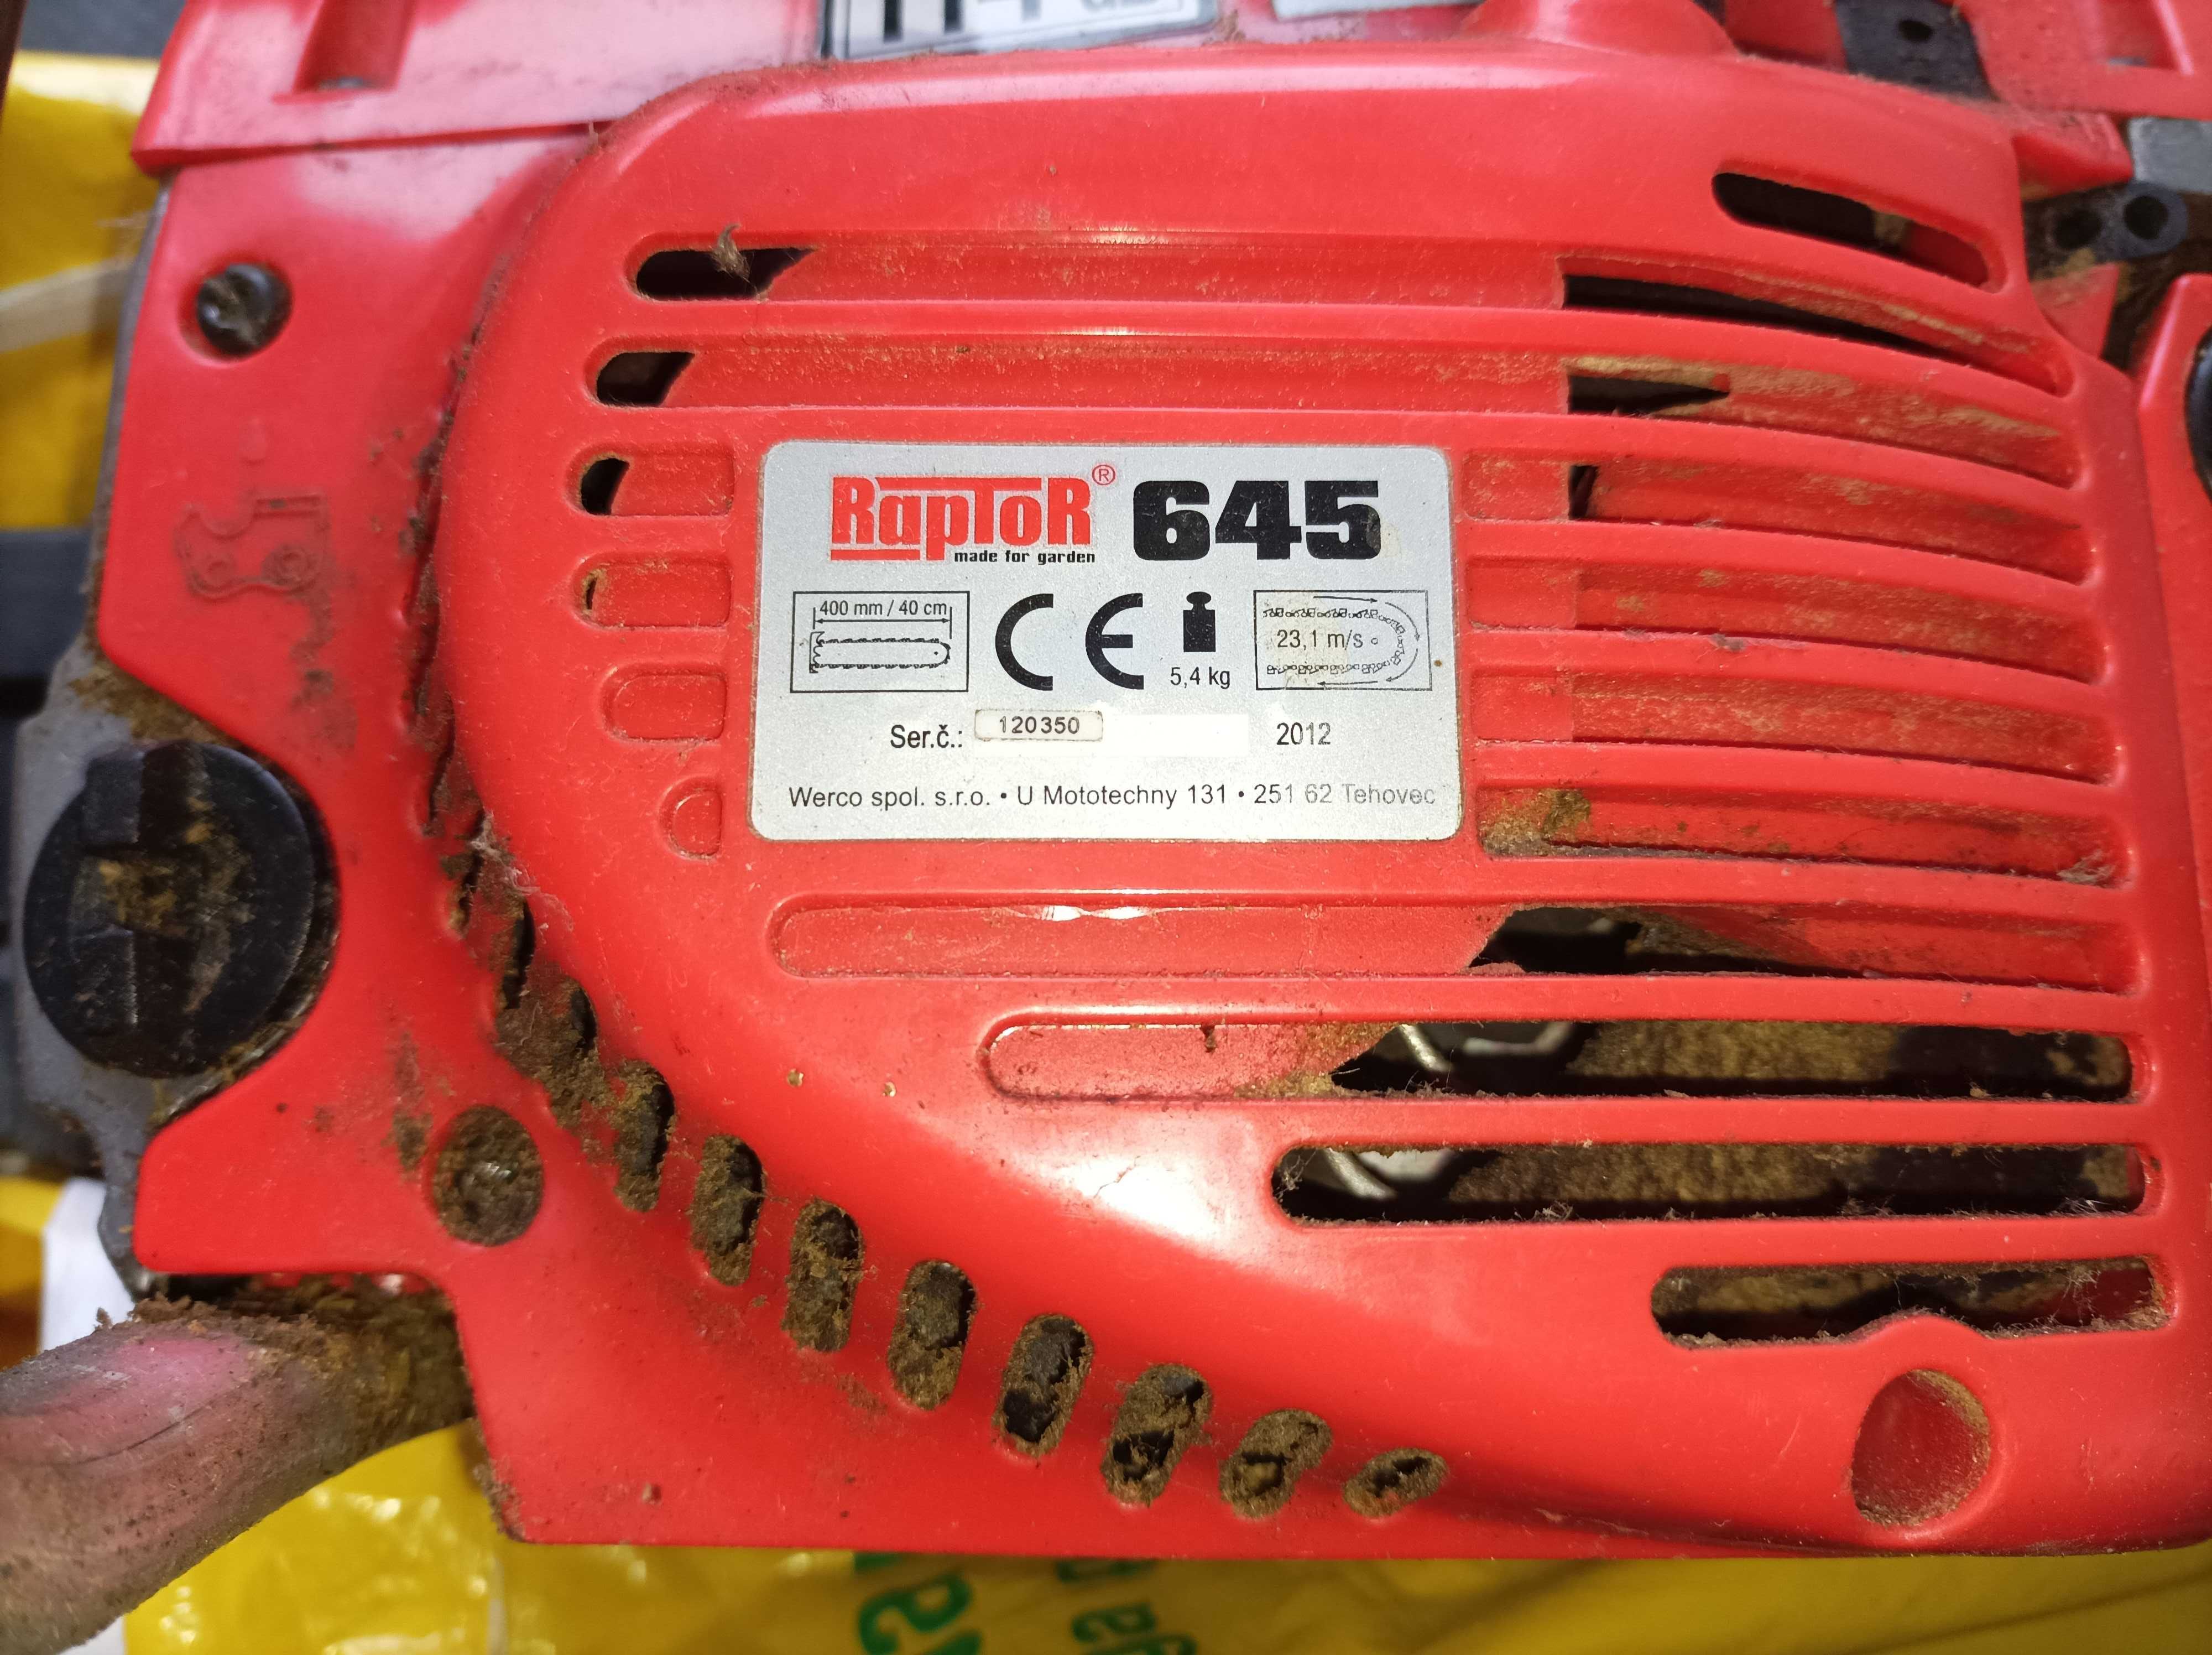 RapToR® 645
made for garden
400 mm / 40 cm
CE
5,4 kg
23,1 m/s
Ser.č.: 120350 2012
Werco spol. s.r.o. • U Mototechny 131 • 251 62 Tehovec